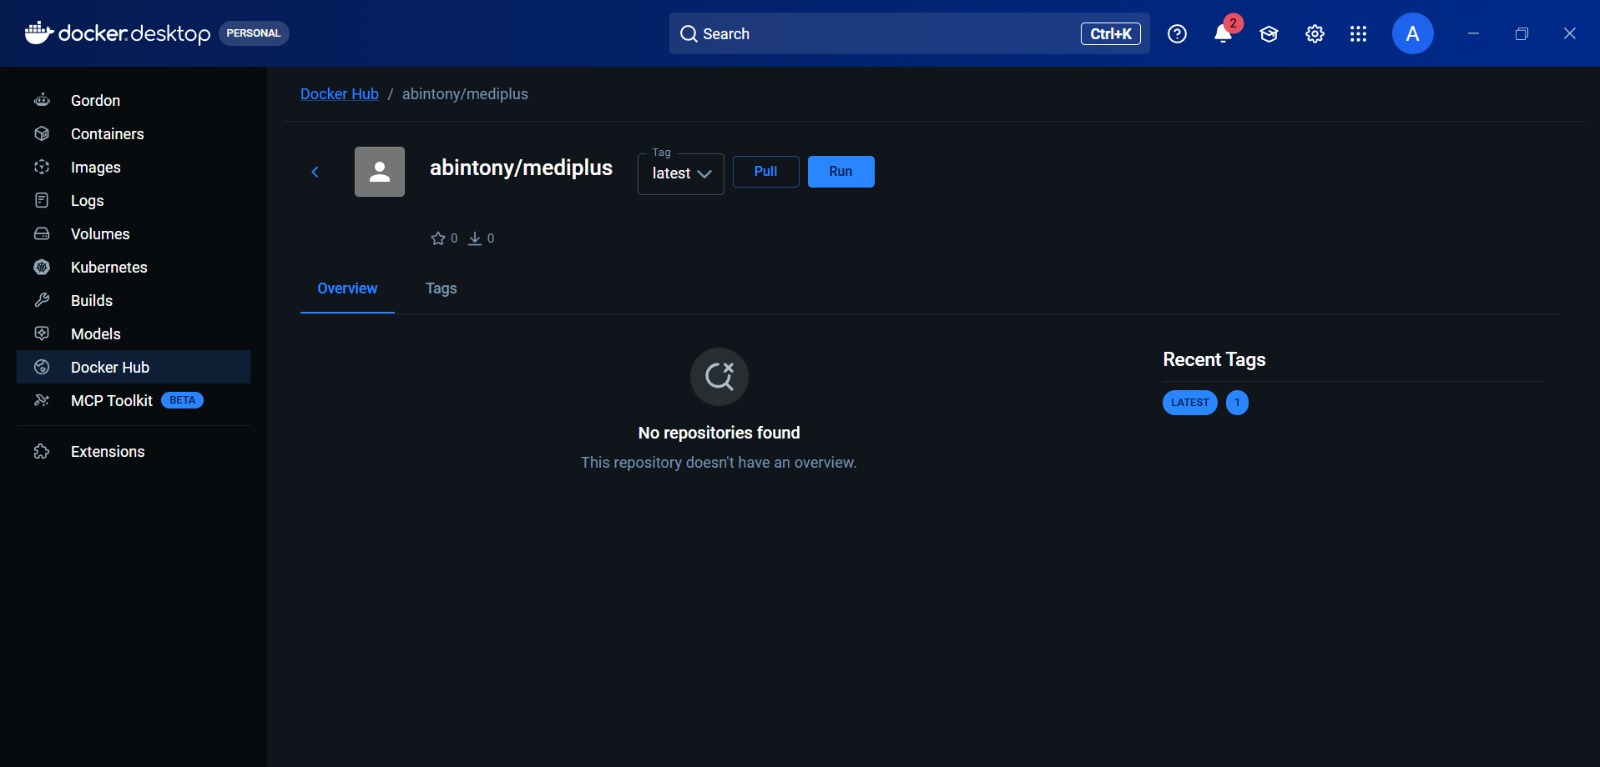 docker.desktop PERSONAL
Search Ctrl+K
2
A
Gordon
Containers
Images
Logs
Volumes
Kubernetes
Builds
Models
Docker Hub
MCP Toolkit BETA
Extensions
Docker Hub / abintony/mediplus
abintony/mediplus
Tag
latest
Pull
Run
0 0
Overview Tags
No repositories found
This repository doesn't have an overview.
Recent Tags
LATEST 1